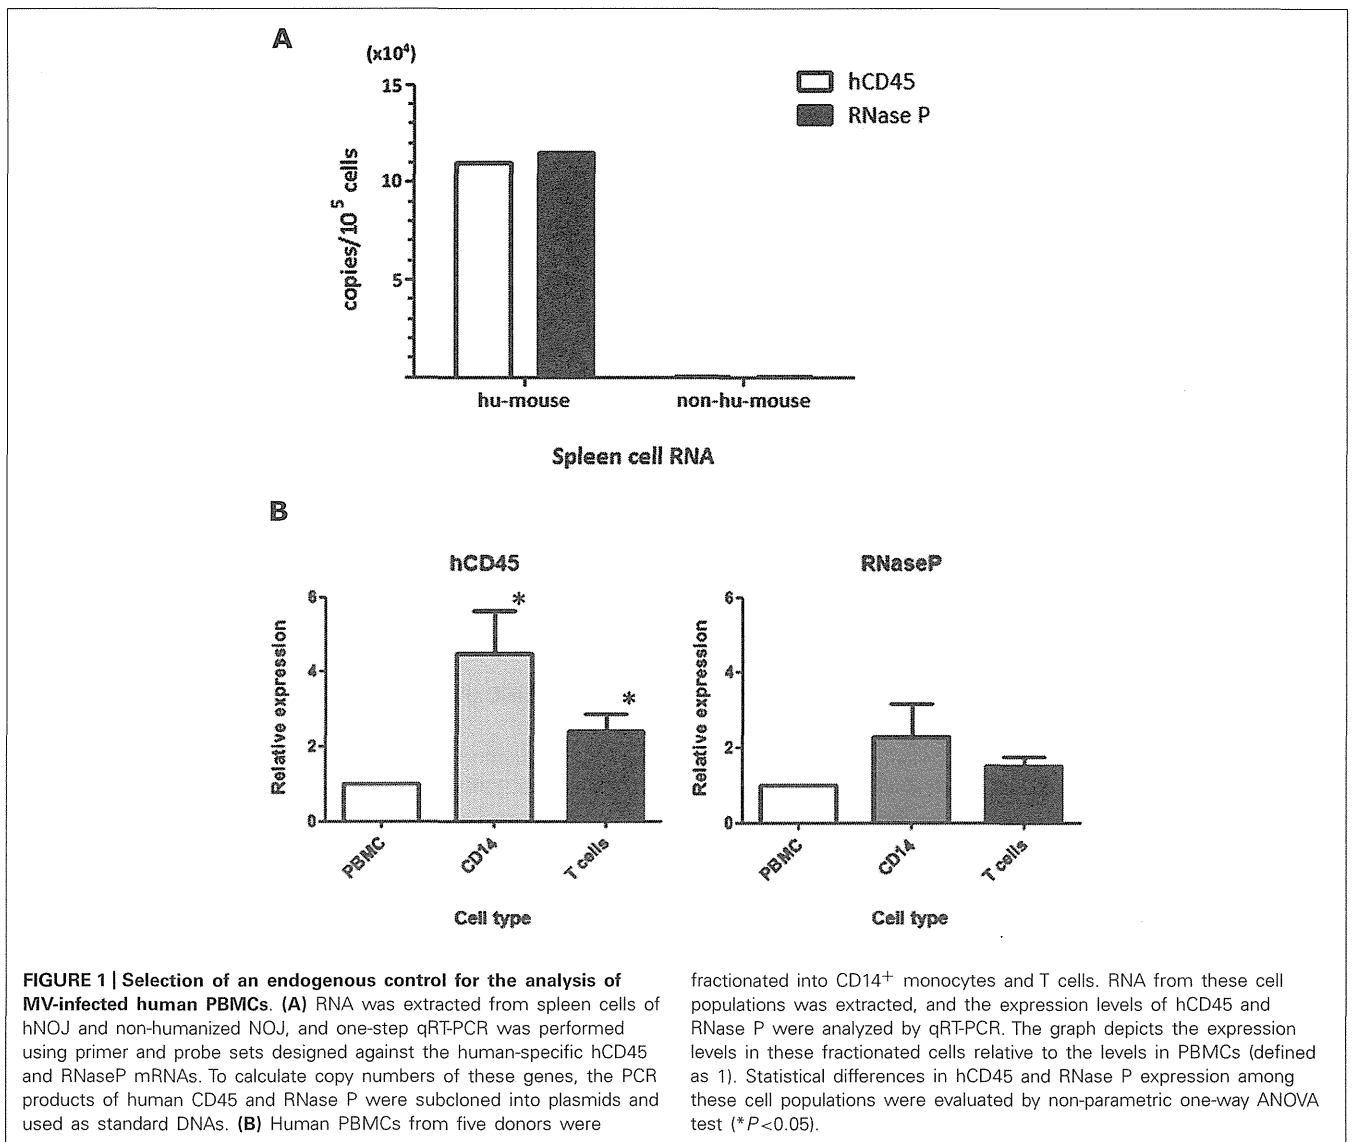 A
(x10⁴)
hCD45
RNase P
15
10
5
copies/10⁵ cells
hu-mouse
non-hu-mouse
Spleen cell RNA
B
hCD45
6
4
2
0
Relative expression
*
*
PBMC
CD14
T cells
Cell type
RNaseP
6
4
2
0
Relative expression
PBMC
CD14
T cells
Cell type
FIGURE 1 | Selection of an endogenous control for the analysis of
MV-infected human PBMCs. (A) RNA was extracted from spleen cells of
hNOJ and non-humanized NOJ, and one-step qRT-PCR was performed
using primer and probe sets designed against the human-specific hCD45
and RNaseP mRNAs. To calculate copy numbers of these genes, the PCR
products of human CD45 and RNase P were subcloned into plasmids and
used as standard DNAs. (B) Human PBMCs from five donors were
fractionated into CD14⁺ monocytes and T cells. RNA from these cell
populations was extracted, and the expression levels of hCD45 and
RNase P were analyzed by qRT-PCR. The graph depicts the expression
levels in these fractionated cells relative to the levels in PBMCs (defined
as 1). Statistical differences in hCD45 and RNase P expression among
these cell populations were evaluated by non-parametric one-way ANOVA
test (*P<0.05).